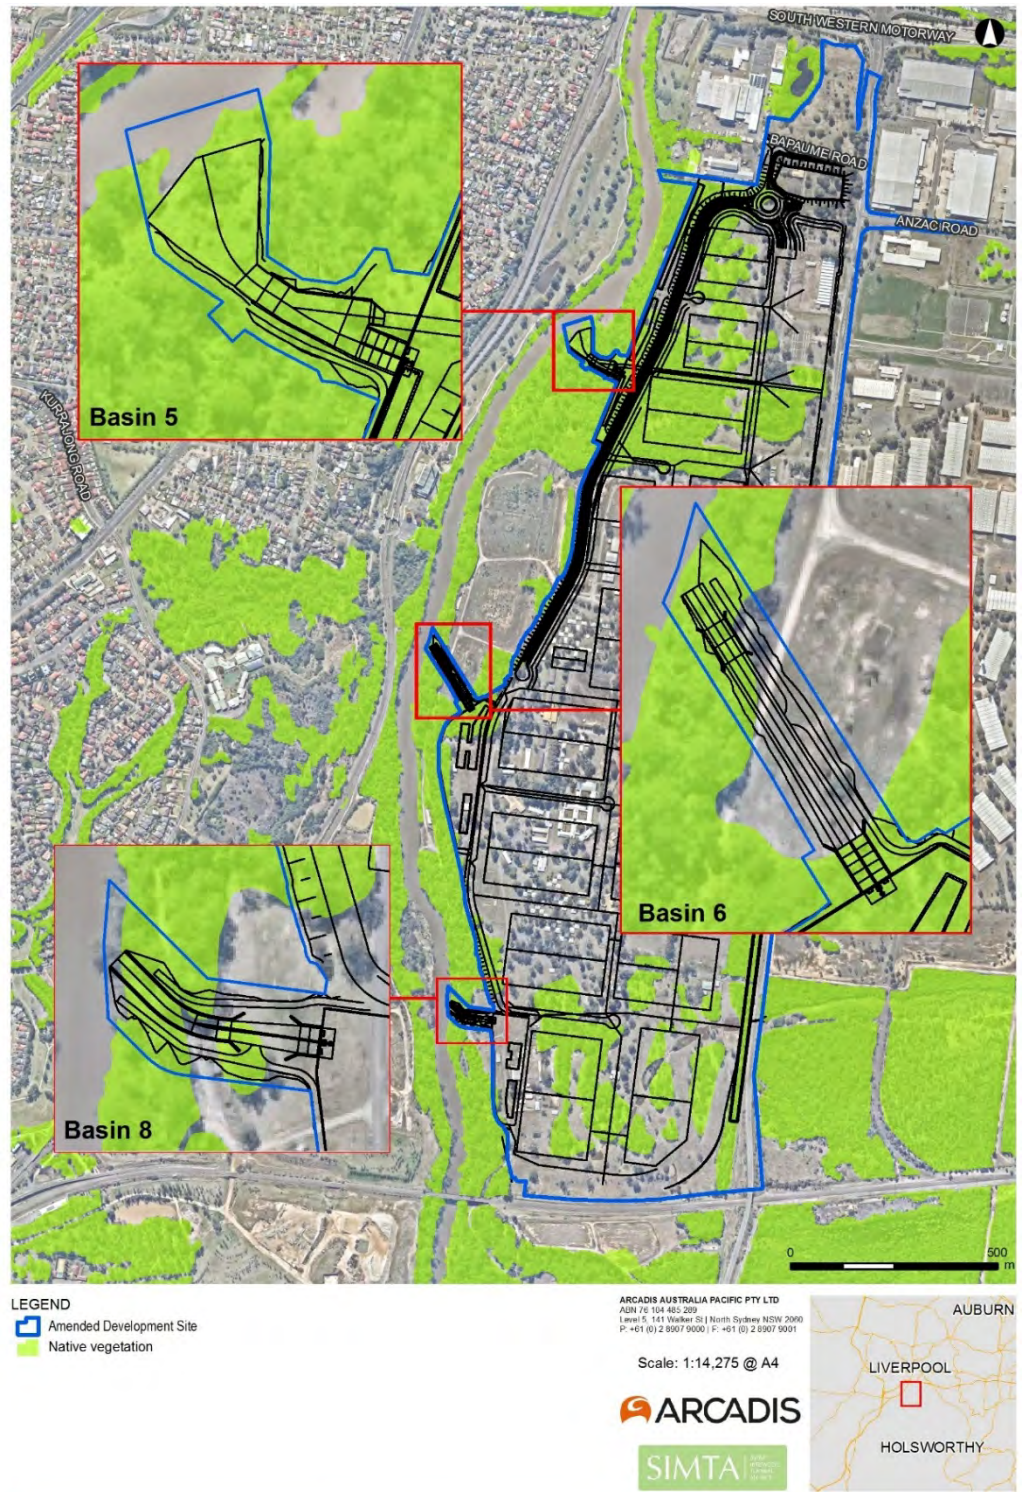 SOUTH WESTERN MOTORWAY
BAPAUME ROAD
ANZAC ROAD
Basin 5
KURRAJONG ROAD
Basin 6
Basin 8
0 500
m
LEGEND
Amended Development Site
Native vegetation
ARCADIS AUSTRALIA PACIFIC PTY LTD
ABN 76 104 485 289
Level 5, 141 Walker St | North Sydney NSW 2060
P: +61 (0) 2 8907 9000 | F: +61 (0) 2 8907 9001
Scale: 1:14,275 @ A4
ARCADIS
SIMTA
AUBURN
LIVERPOOL
HOLSWORTHY